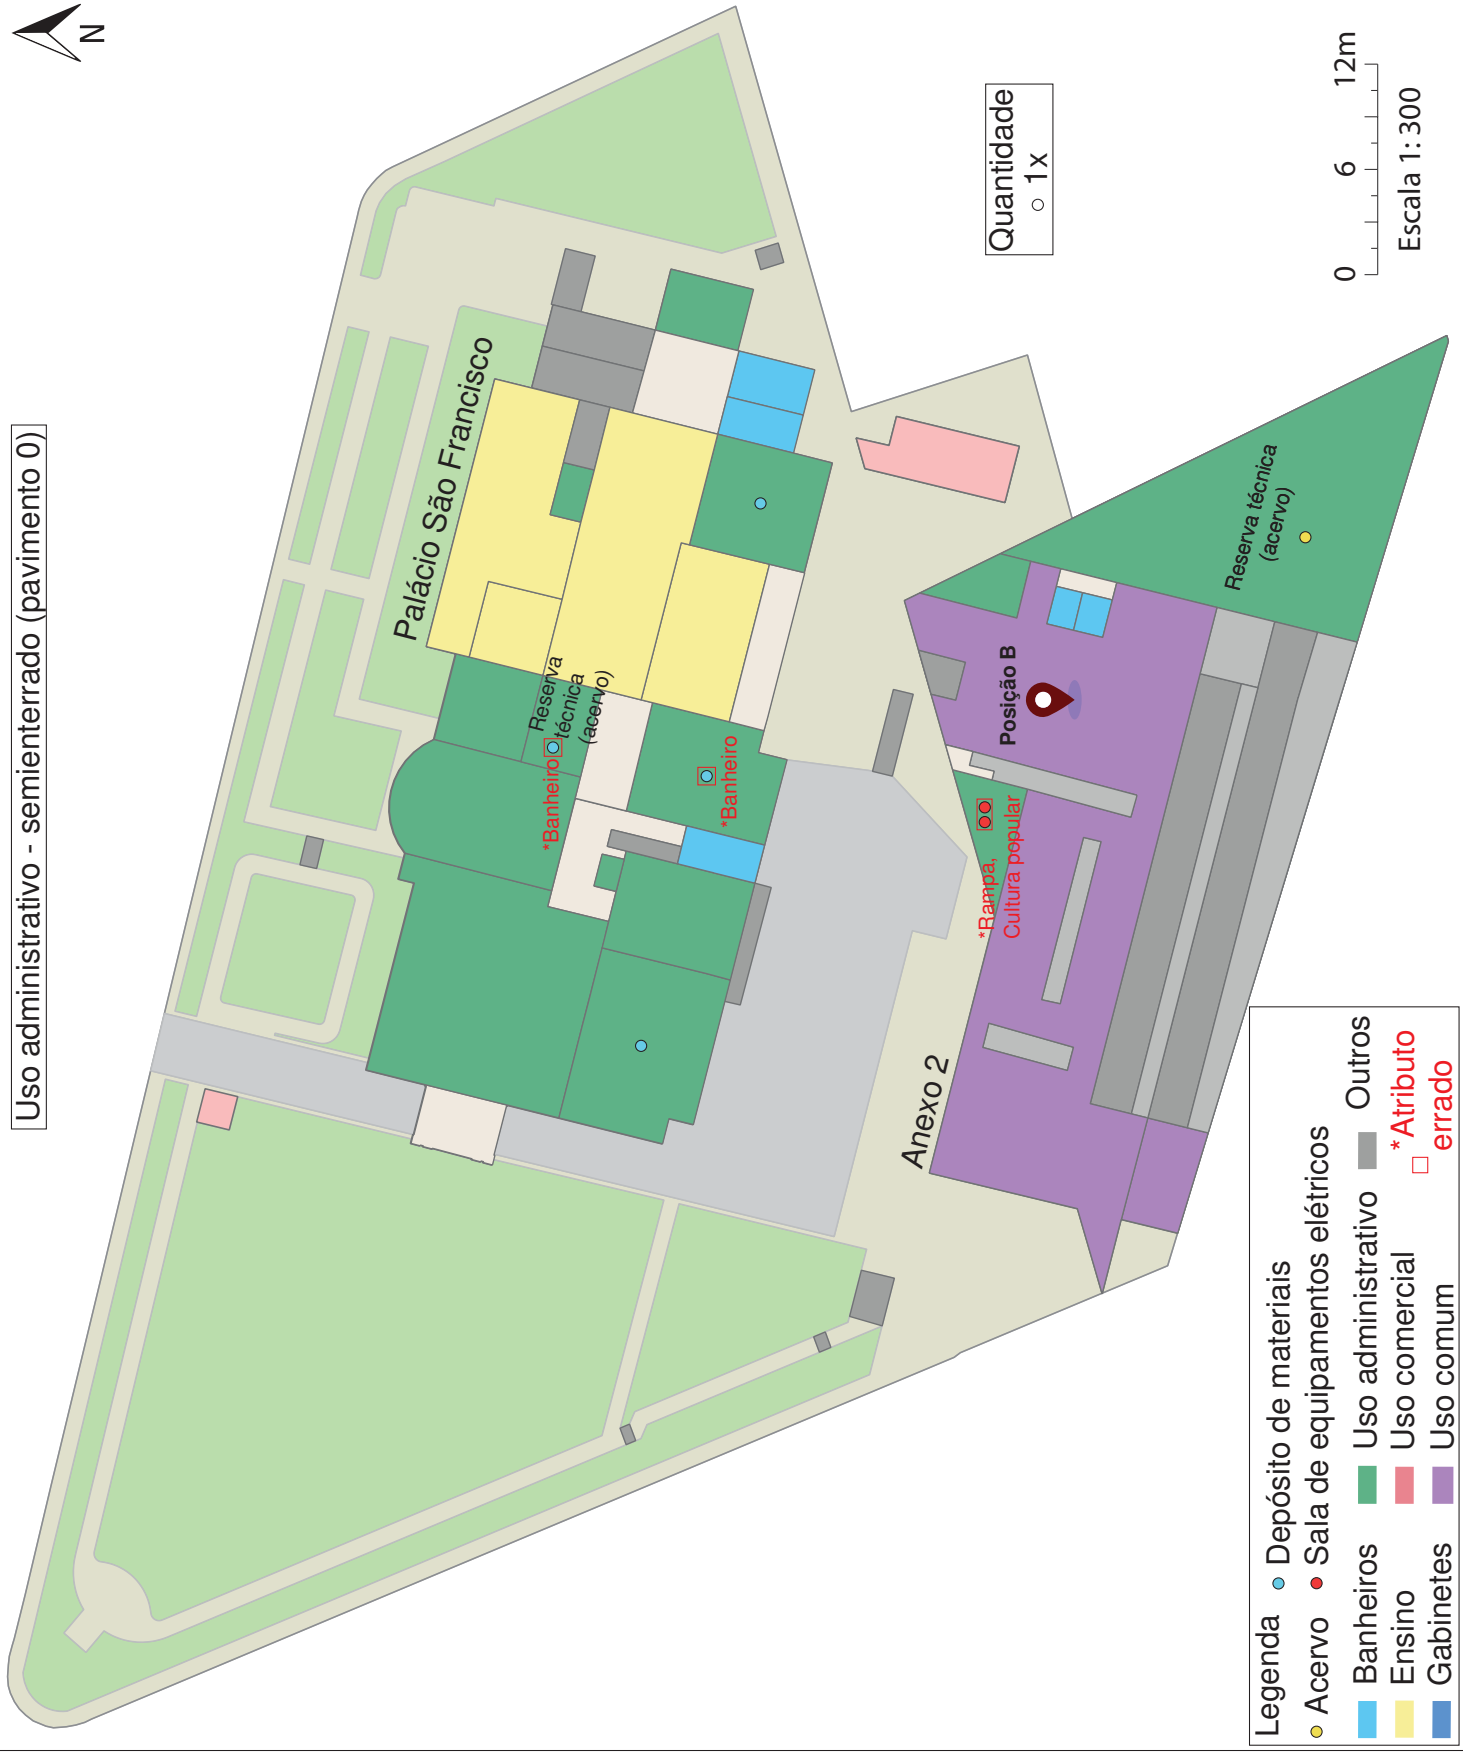 Uso administrativo - semienterrado (pavimento 0)
N
Palácio São Francisco
Reserva
técnica
(acervo)
*Banheiro
*Banheiro
Quantidade
1x
0 6 12m
Escala 1: 300
Reserva técnica
(acervo)
Posição B
*Rampa,
Cultura popular
Anexo 2
Legenda
Depósito de materiais
Acervo
Sala de equipamentos elétricos
Banheiros
Uso administrativo
Outros
Ensino
Uso comercial
*Atributo
errado
Gabinetes
Uso comum